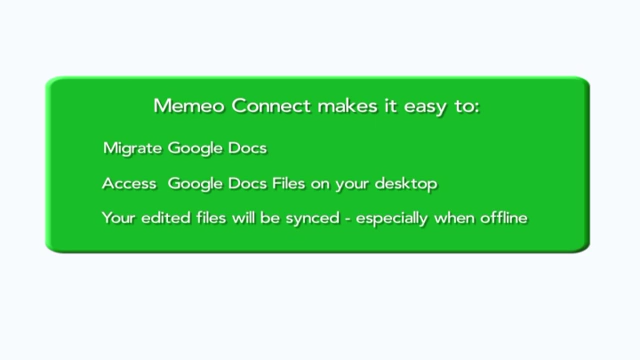 Memeo Connect makes it easy to:
Migrate Google Docs
Access  Google Docs Files on your desktop
Your edited files will be synced - especially when offline